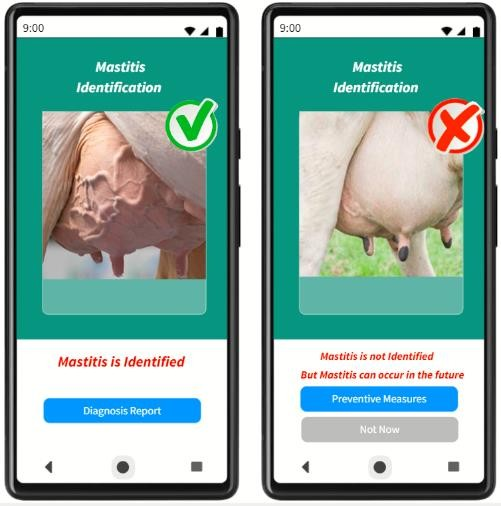 9:00
Mastitis
Identification
Mastitis is Identified
Diagnosis Report
9:00
Mastitis
Identification
Mastitis is not Identified
But Mastitis can occur in the future
Preventive Measures
Not Now